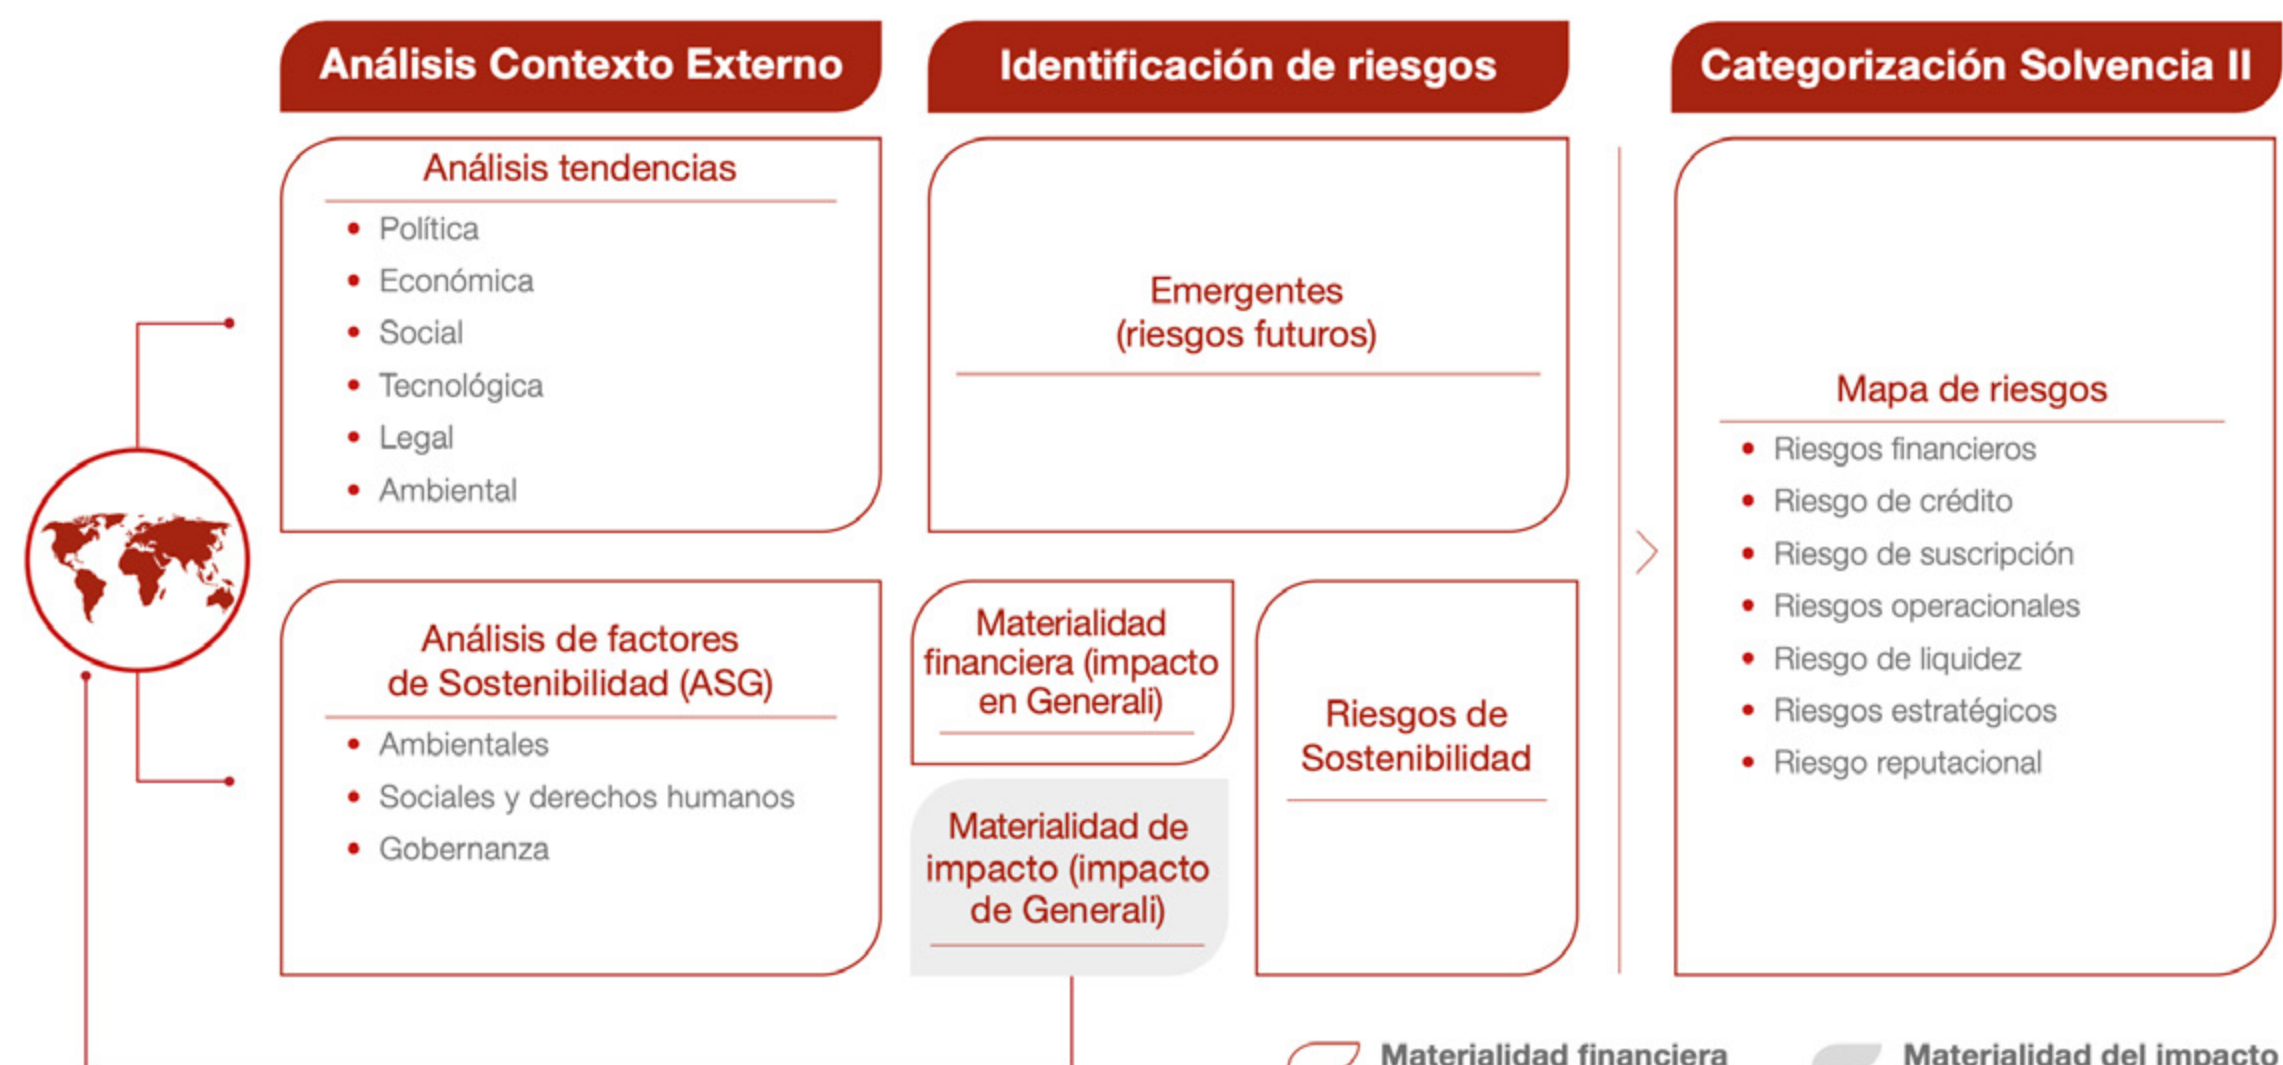 Análisis Contexto Externo
Análisis tendencias
Política
Económica
Social
Tecnológica
Legal
Ambiental
Análisis de factores
de Sostenibilidad (ASG)
Ambientales
Sociales y derechos humanos
Gobernanza
Identificación de riesgos
Emergentes
(riesgos futuros)
Materialidad
financiera (impacto
en Generali)
Materialidad de
impacto (impacto
de Generali)
Riesgos de
Sostenibilidad
Categorización Solvencia II
Mapa de riesgos
Riesgos financieros
Riesgo de crédito
Riesgo de suscripción
Riesgos operacionales
Riesgo de liquidez
Riesgos estratégicos
Riesgo reputacional
Materialidad financiera
Materialidad del impacto